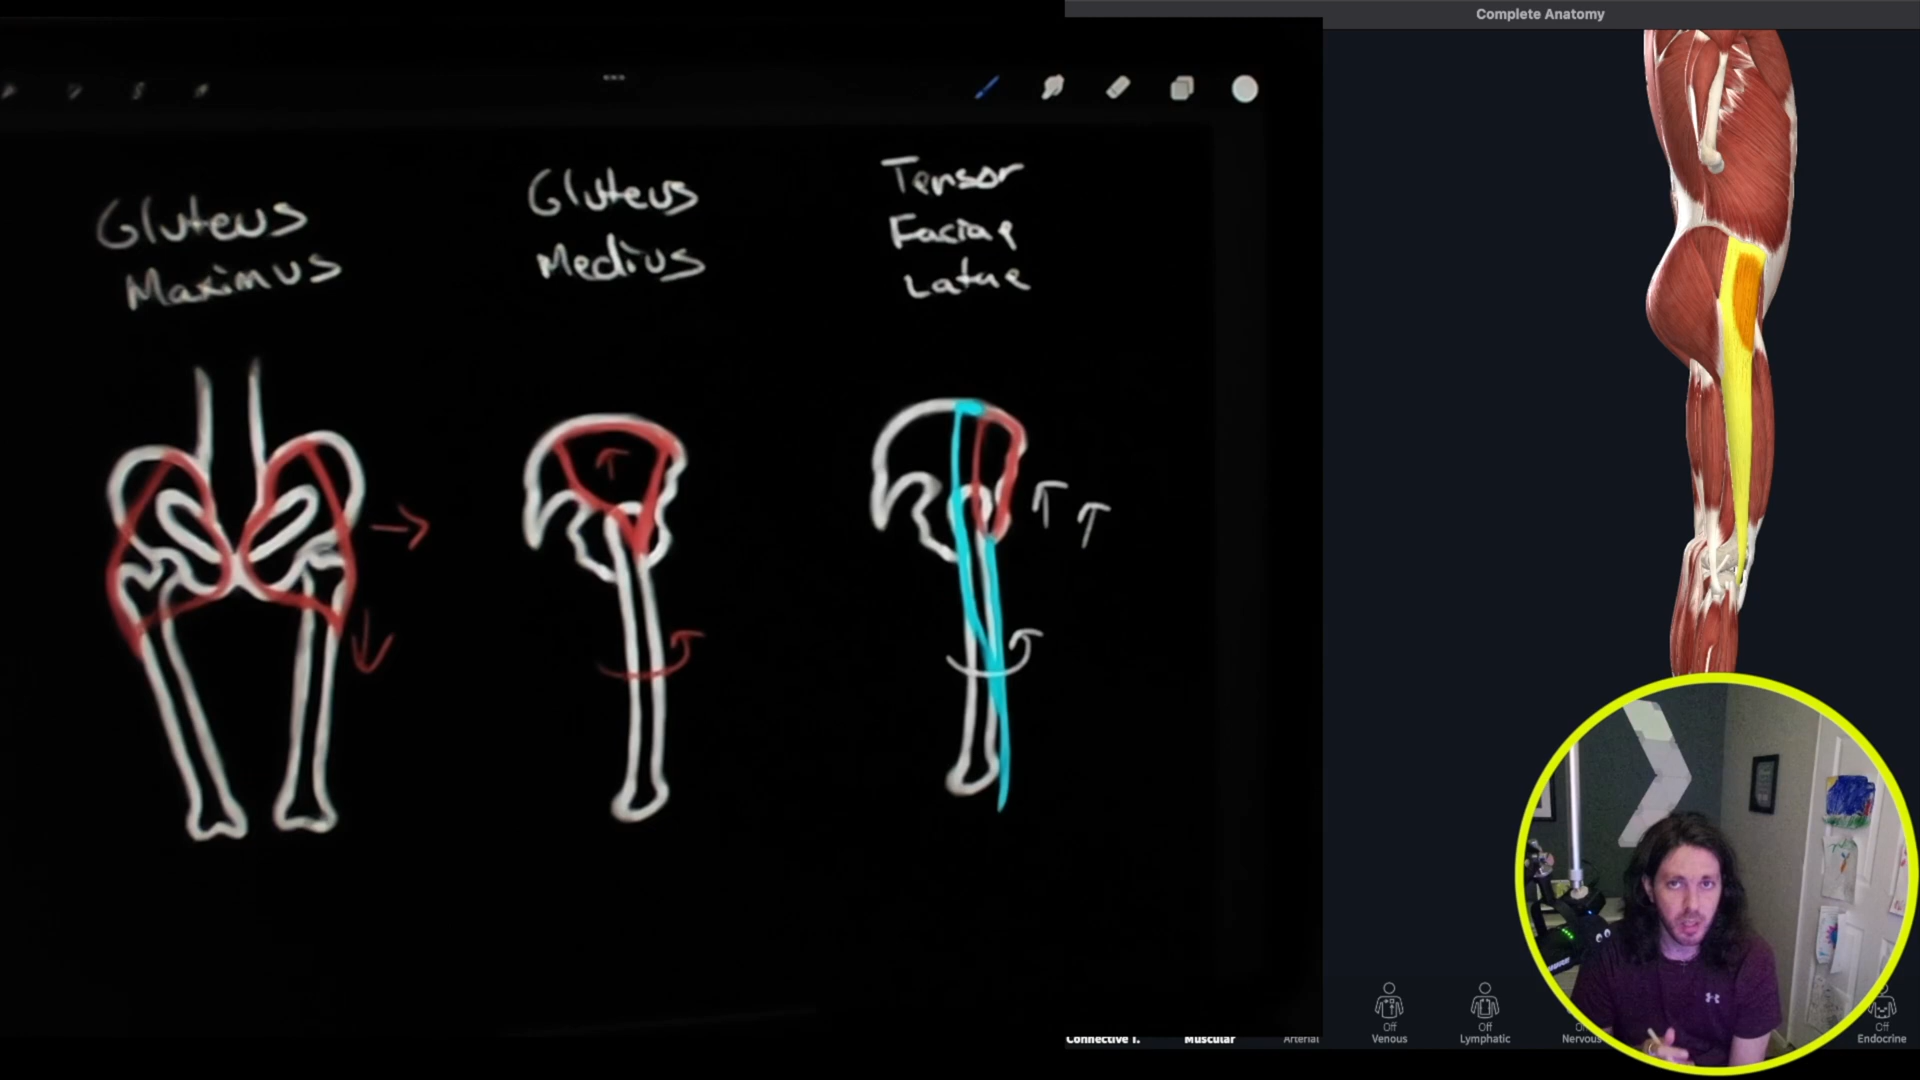 Complete Anatomy
Gluteus
Maximus
Gluteus
Medius
Tensor
Faciae
Latae
Off
Off
Off
Connective T.
Muscular
Arterial
Venous
Lymphatic
Nervous
Endocrine